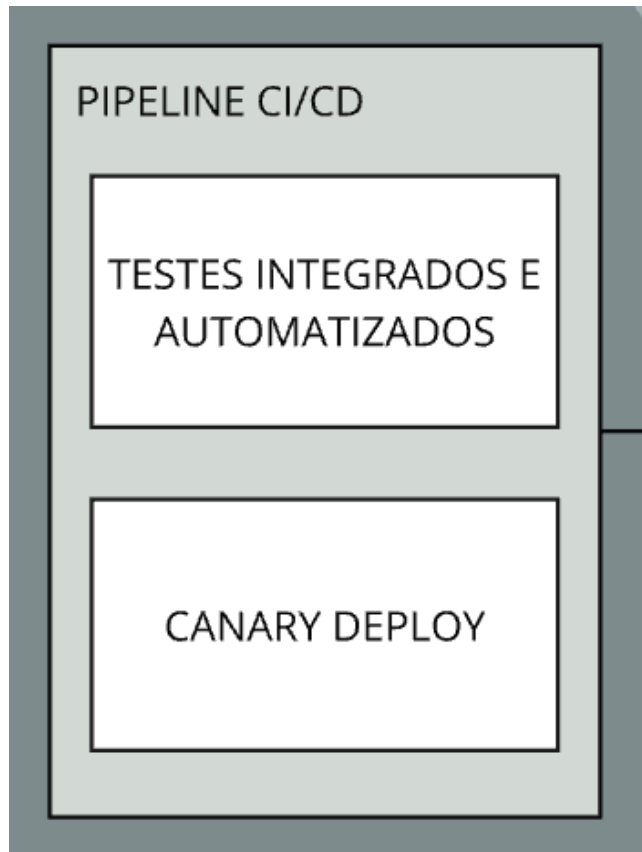 PIPELINE CI/CD
TESTES INTEGRADOS E
AUTOMATIZADOS
CANARY DEPLOY